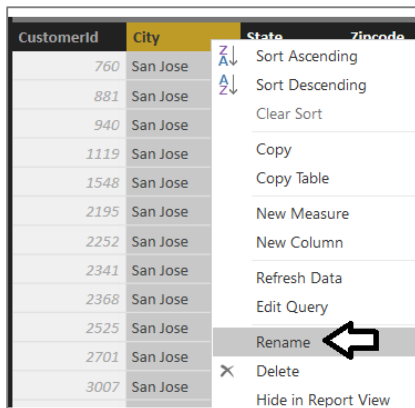 CustomerId City State Zipcode
760 San Jose
881 San Jose
940 San Jose
1119 San Jose
1548 San Jose
2195 San Jose
2252 San Jose
2341 San Jose
2368 San Jose
2525 San Jose
2701 San Jose
3007 San Jose
Z A Sort Ascending
A Z Sort Descending
Clear Sort
Copy
Copy Table
New Measure
New Column
Refresh Data
Edit Query
Rename
Delete
Hide in Report View